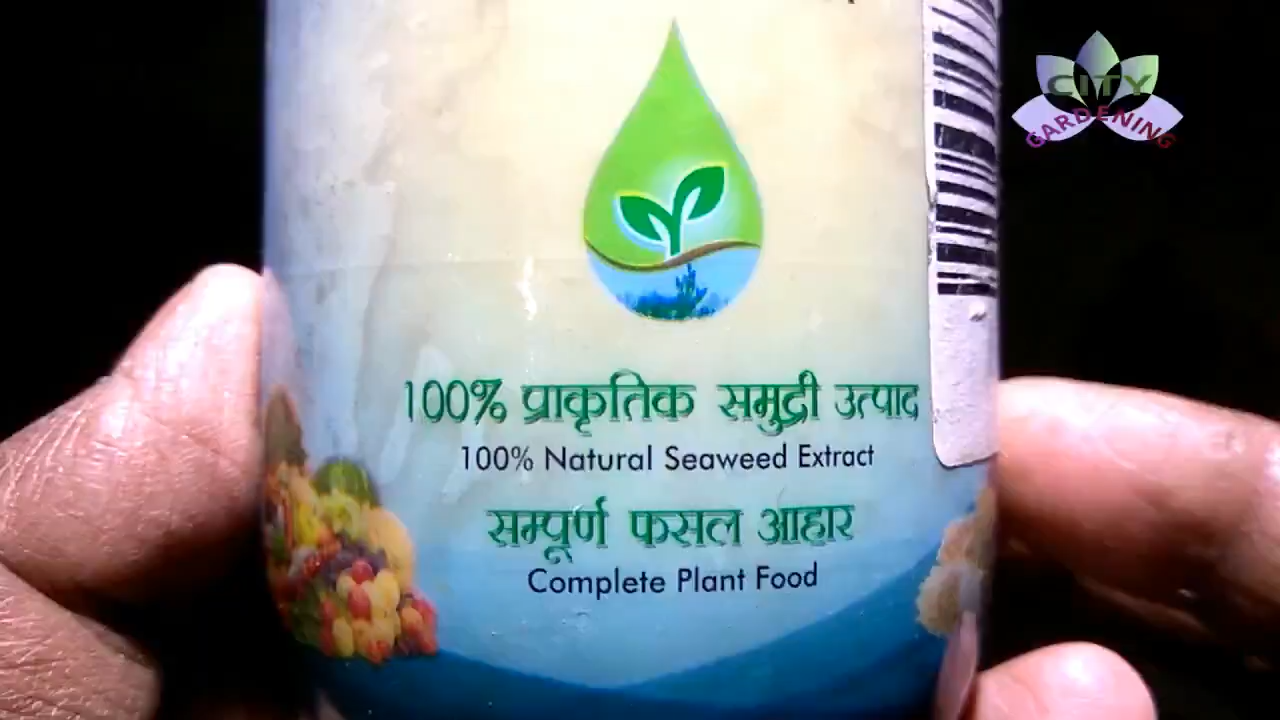 CITY
GARDENING
100% प्राकृतिक समुद्री उत्पाद
100% Natural Seaweed Extract
सम्पूर्ण फसल आहार
Complete Plant Food